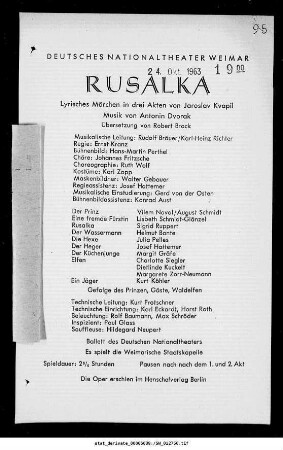 95
DEUTSCHES NATIONALTHEATER WEIMAR
24. Okt. 1963 19 00
RUSALKA
Lyrisches Märchen in drei Akten von Jaroslav Kvapil
Musik von Antonin Dvorak
Übersetzung von Robert Brock
Musikalische Leitung: Rudolf Bräuer/Karl-Heinz Richter
Regie: Ernst Kranz
Bühnenbild: Hans-Martin Perthel
Chöre: Johannes Fritzsche
Choreographie: Ruth Wolf
Kostüme: Karl Zopp
Maskenbildner: Walter Gebauer
Regieassistenz: Josef Hattemer
Musikalische Einstudierung: Gerd von der Osten
Bühnenbildassistenz: Konrad Aust
Der Prinz Vilem Naval/August Schmidt
Eine fremde Fürstin Lisbeth Schmidt-Glänzel
Rusalka Sigrid Ruppert
Der Wassermann Helmut Bante
Die Hexe Julia Pelles
Der Heger Josef Hattemer
Der Küchenjunge Margit Gräfe
Elfen Charlotte Siegler
Dietlinde Kuckelt
Margarete Zorr-Neumann
Ein Jäger Kurt Köhler
Gefolge des Prinzen, Gäste, Waldelfen
Technische Leitung: Kurt Fratschner
Technische Einrichtung: Karl Eckardt, Horst Roth
Beleuchtung: Rolf Baumann, Max Schröder
Inspizient: Paul Glass
Souffleuse: Hildegard Neupert
Ballett des Deutschen Nationaltheaters
Es spielt die Weimarische Staatskapelle
Spieldauer: 2¾ Stunden Pausen nach nach dem 1. und 2. Akt
Die Oper erschien im Henschelverlag Berlin